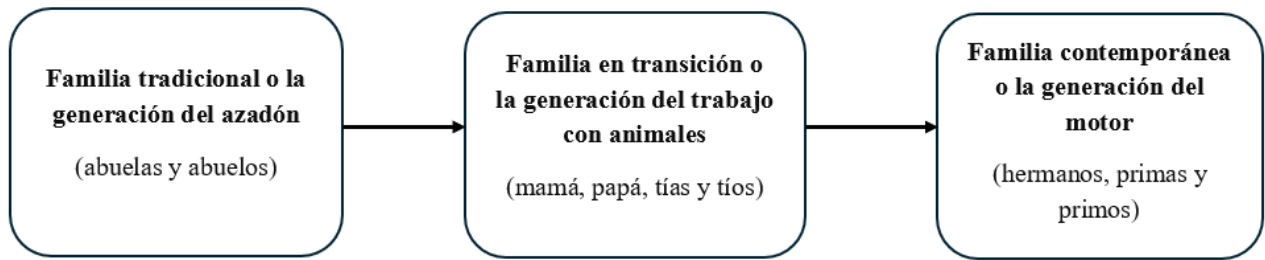 Familia tradicional o la
generación del azadón
(abuelas y abuelos)
Familia en transición o
la generación del trabajo
con animales
(mamá, papá, tías y tíos)
Familia contemporánea
o la generación del
motor
(hermanos, primas y
primos)